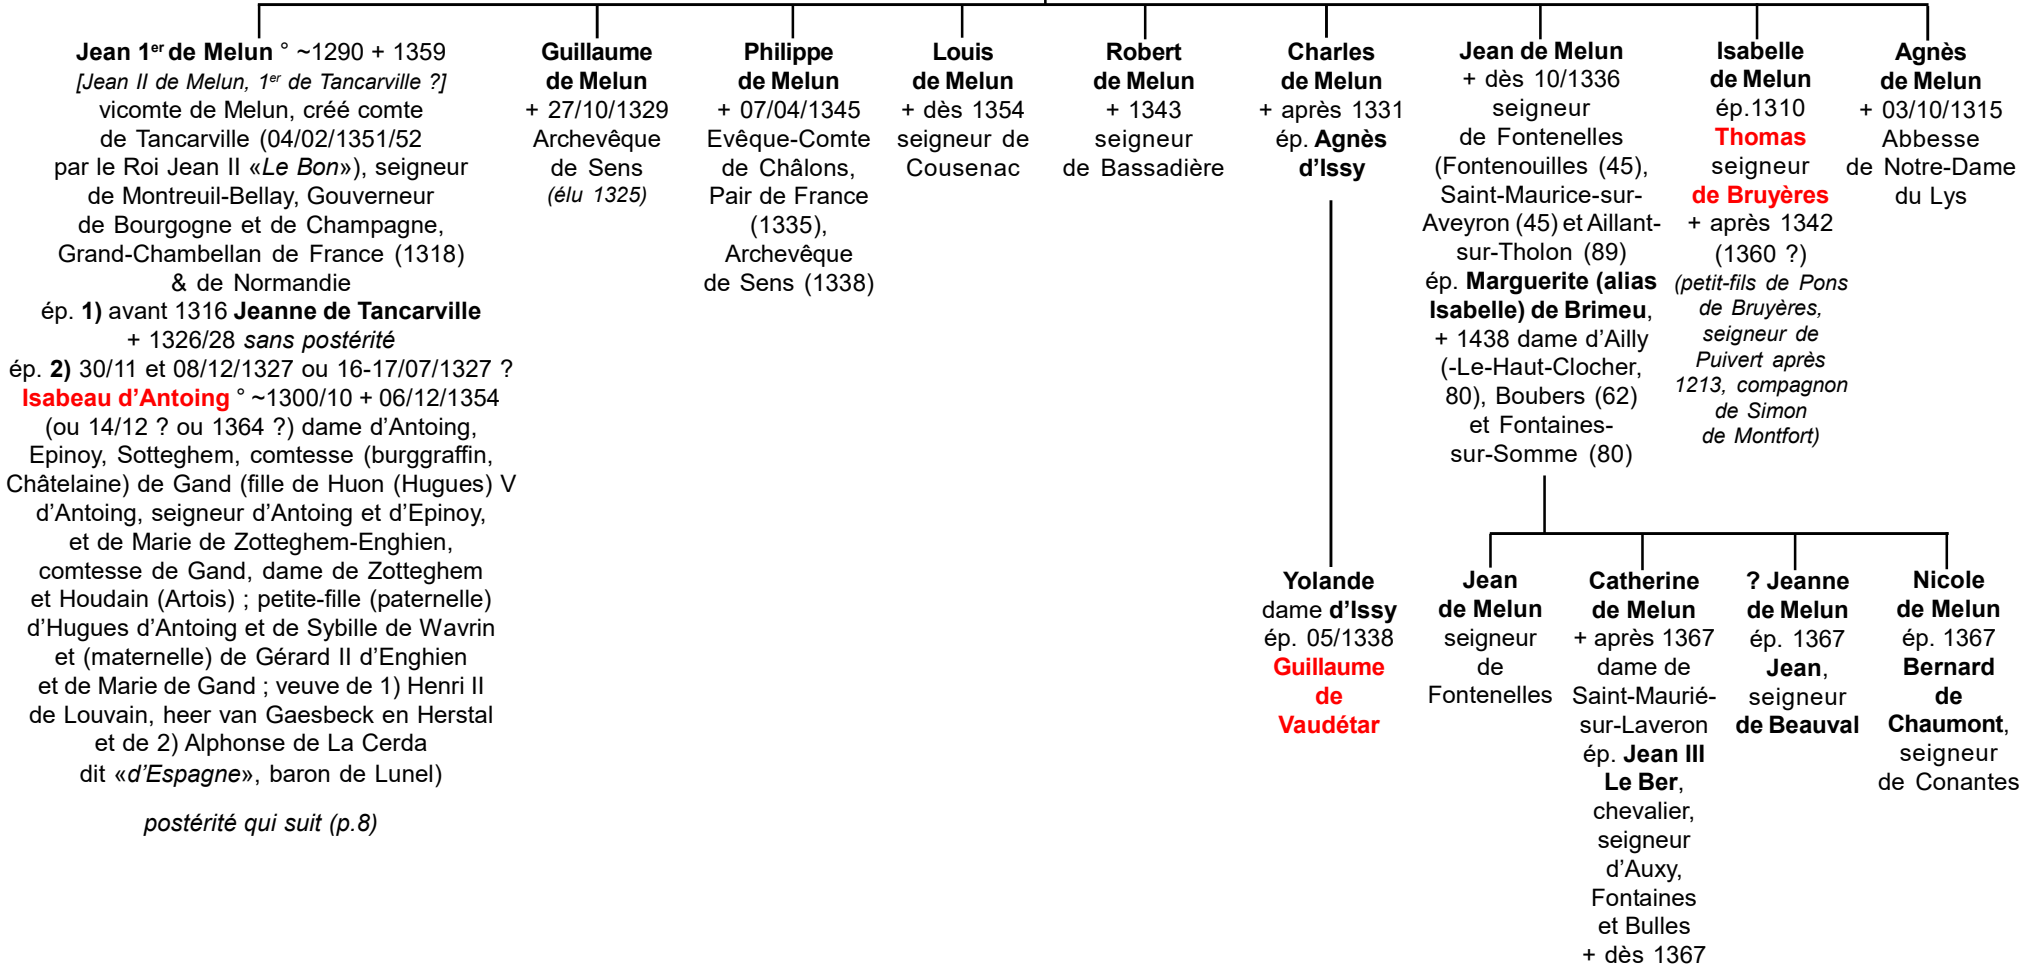 Jean 1er de Melun ° ~1290 + 1359
[Jean II de Melun, 1er de Tancarville ?]
vicomte de Melun, créé comte
de Tancarville (04/02/1351/52
par le Roi Jean II «Le Bon»), seigneur
de Montreuil-Bellay, Gouverneur
de Bourgogne et de Champagne,
Grand-Chambellan de France (1318)
& de Normandie
ép. 1) avant 1316 Jeanne de Tancarville
+ 1326/28 sans postérité
ép. 2) 30/11 et 08/12/1327 ou 16-17/07/1327 ?
Isabeau d’Antoing ° ~1300/10 + 06/12/1354
(ou 14/12 ? ou 1364 ?) dame d’Antoing,
Epinoy, Sotteghem, comtesse (burggraffin,
Châtelaine) de Gand (fille de Huon (Hugues) V
d’Antoing, seigneur d’Antoing et d’Epinoy,
et de Marie de Zotteghem-Enghien,
comtesse de Gand, dame de Zotteghem
et Houdain (Artois) ; petite-fille (paternelle)
d’Hugues d’Antoing et de Sybille de Wavrin
et (maternelle) de Gérard II d’Enghien
et de Marie de Gand ; veuve de 1) Henri II
de Louvain, heer van Gaesbeck en Herstal
et de 2) Alphonse de La Cerda
dit «d’Espagne», baron de Lunel)
postérité qui suit (p.8)
Guillaume
de Melun
+ 27/10/1329
Archevêque
de Sens
(élu 1325)
Philippe
de Melun
+ 07/04/1345
Evêque-Comte
de Châlons,
Pair de France
(1335),
Archevêque
de Sens (1338)
Louis
de Melun
+ dès 1354
seigneur de
Cousenac
Robert
de Melun
+ 1343
seigneur
de Bassadière
Charles
de Melun
+ après 1331
ép. Agnès
d’Issy
Jean de Melun
+ dès 10/1336
seigneur
de Fontenelles
(Fontenouilles (45),
Saint-Maurice-sur-
Aveyron (45) et Aillant-
sur-Tholon (89)
ép. Marguerite (alias
Isabelle) de Brimeu,
+ 1438 dame d’Ailly
(-Le-Haut-Clocher,
80), Boubers (62)
et Fontaines-
sur-Somme (80)
Isabelle
de Melun
ép.1310
Thomas
seigneur
de Bruyères
+ après 1342
(1360 ?)
(petit-fils de Pons
de Bruyères,
seigneur de
Puivert après
1213, compagnon
de Simon
de Montfort)
Agnès
de Melun
+ 03/10/1315
Abbesse
de Notre-Dame
du Lys
Yolande
dame d’Issy
ép. 05/1338
Guillaume
de
Vaudétar
Jean
de Melun
seigneur
de
Fontenelles
Catherine
de Melun
+ après 1367
dame de
Saint-Maurié-
sur-Laveron
ép. Jean III
Le Ber,
chevalier,
seigneur
d’Auxy,
Fontaines
et Bulles
+ dès 1367
? Jeanne
de Melun
ép. 1367
Jean,
seigneur
de Beauval
Nicole
de Melun
ép. 1367
Bernard
de
Chaumont,
seigneur
de Conantes